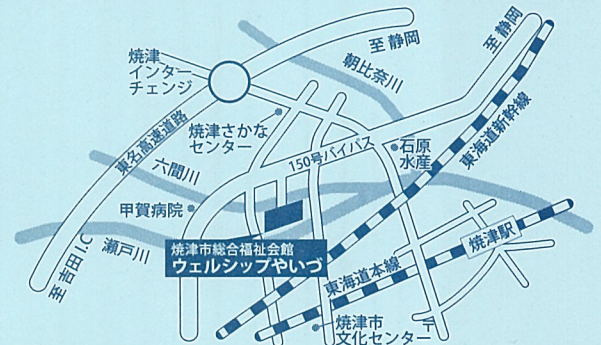 至 静岡
至 静岡
焼津
インター
チェンジ
朝比奈川
焼津さかな
センター
東名高速道路
六間川
150号バイパス
石原
水産
東海道新幹線
甲賀病院
瀬戸川
至 吉田IC
焼津市総合福祉会館
ウェルシップやいづ
焼津駅
東海道本線
焼津市
文化センター
〒